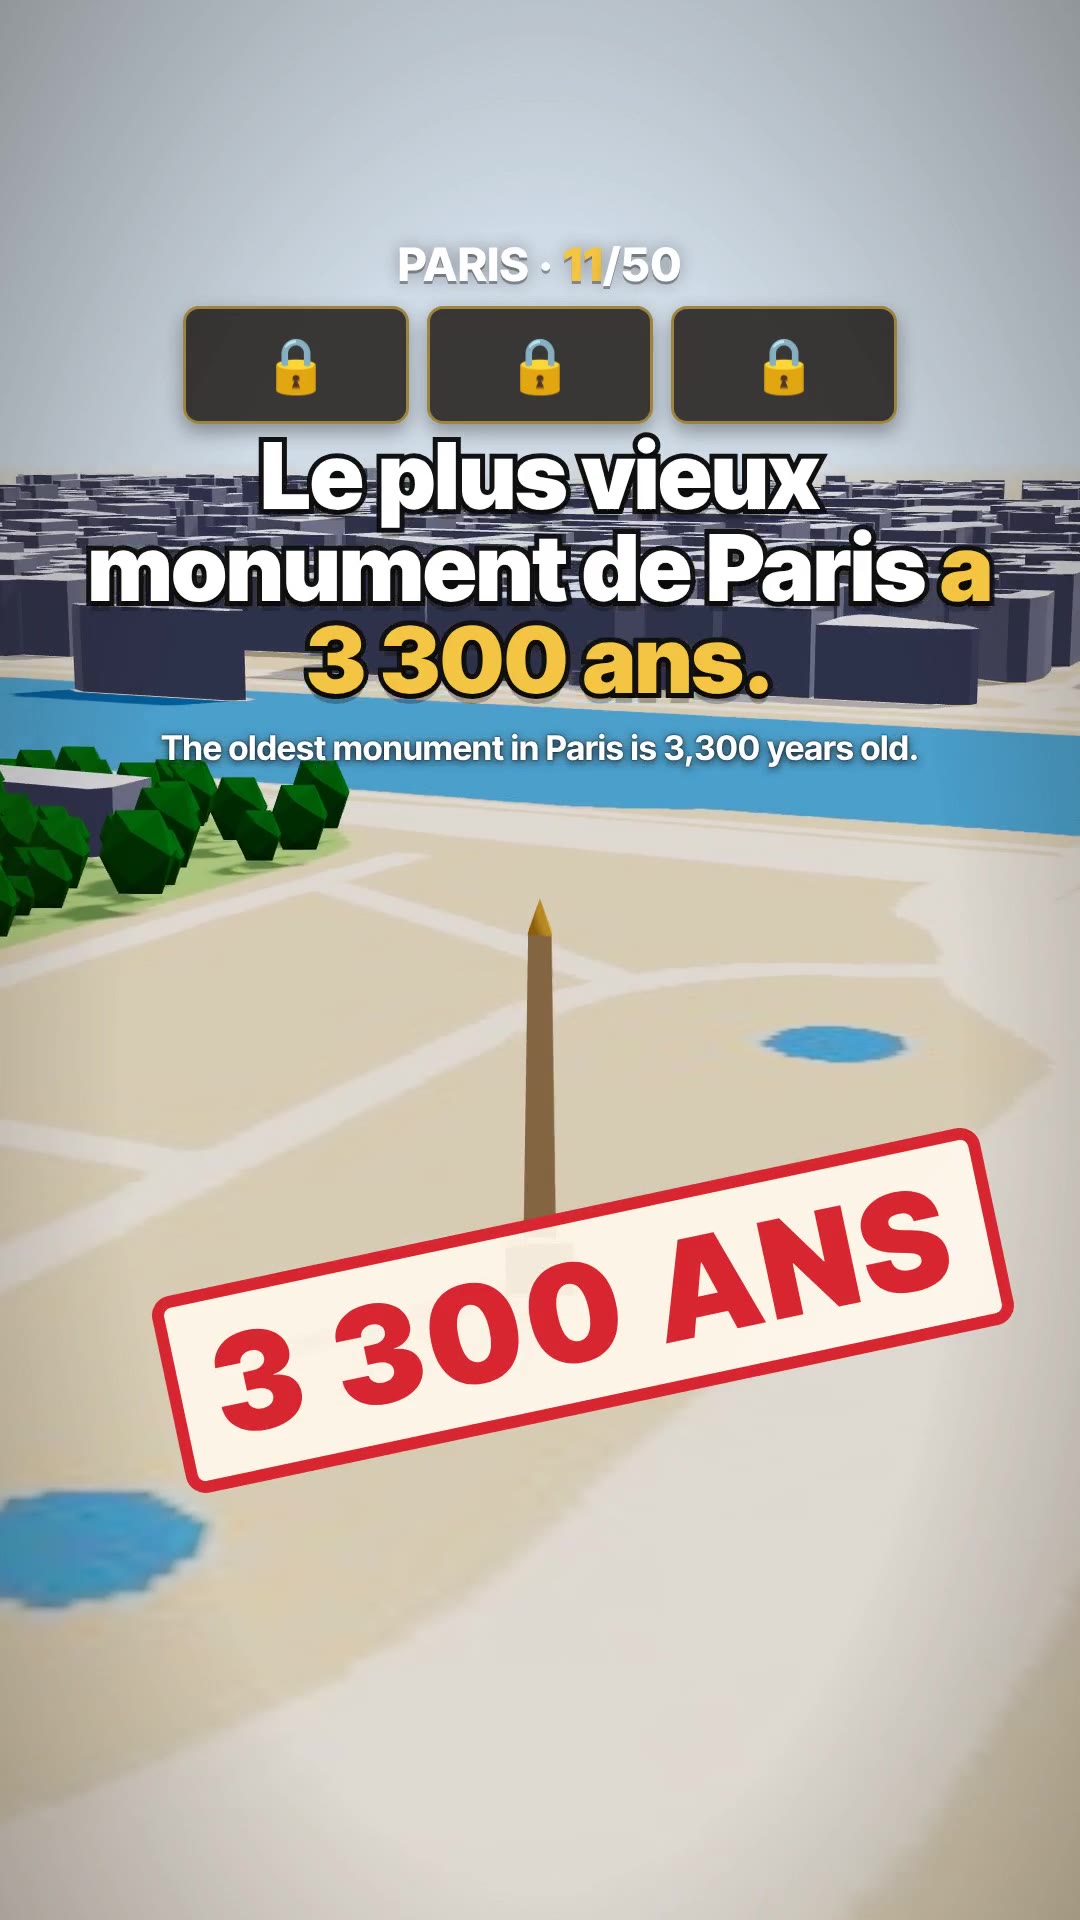 PARIS · 11/50
Le plus vieux
monument de Paris a
3 300 ans.
The oldest monument in Paris is 3,300 years old.
3 300 ANS